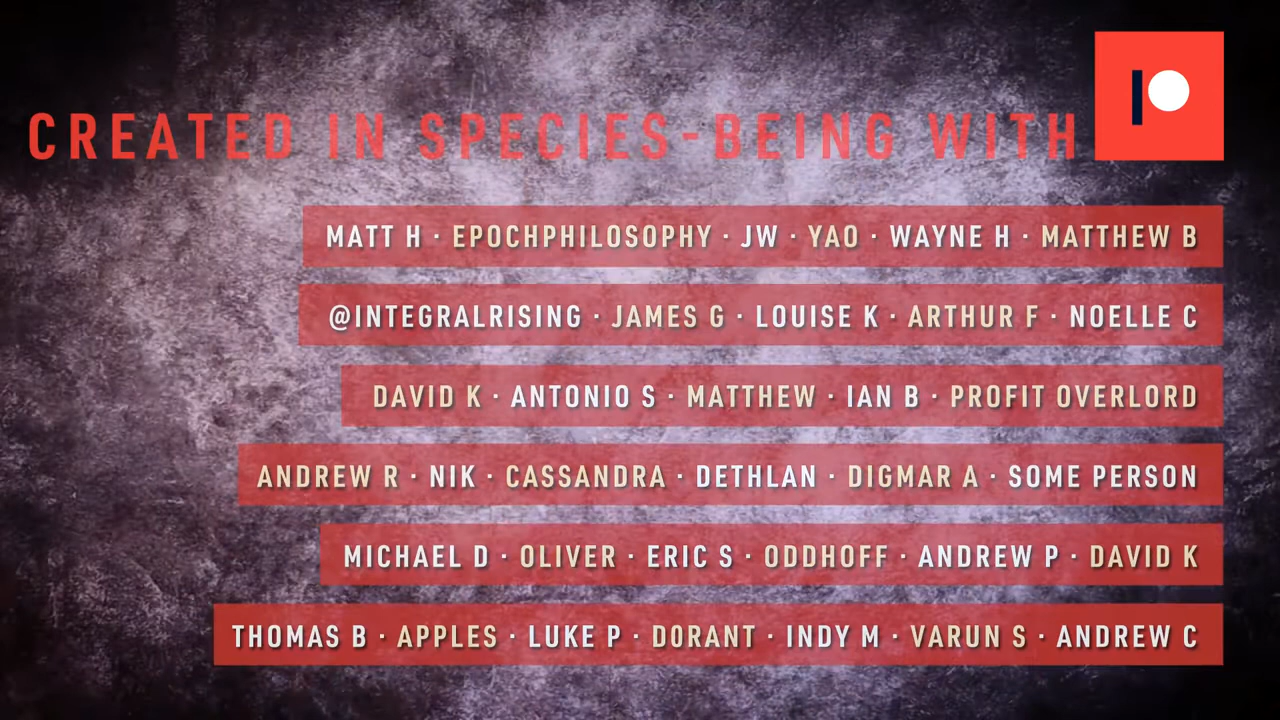 CREATED IN SPECIES-BEING WITH
MATT H · EPOCHPHILOSOPHY · JW · YAO · WAYNE H · MATTHEW B
@INTEGRALRISING · JAMES G · LOUISE K · ARTHUR F · NOELLE C
DAVID K · ANTONIO S · MATTHEW · IAN B · PROFIT OVERLORD
ANDREW R · NIK · CASSANDRA · DETHLAN · DIGMAR A · SOME PERSON
MICHAEL D · OLIVER · ERIC S · ODDHOFF · ANDREW P · DAVID K
THOMAS B · APPLES · LUKE P · DORANT · INDY M · VARUN S · ANDREW C